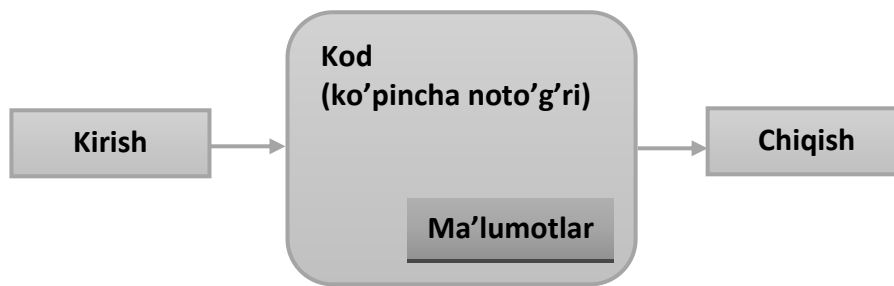 Kod
(ko’pincha noto’g’ri)
Kirish
Chiqish
Ma’lumotlar